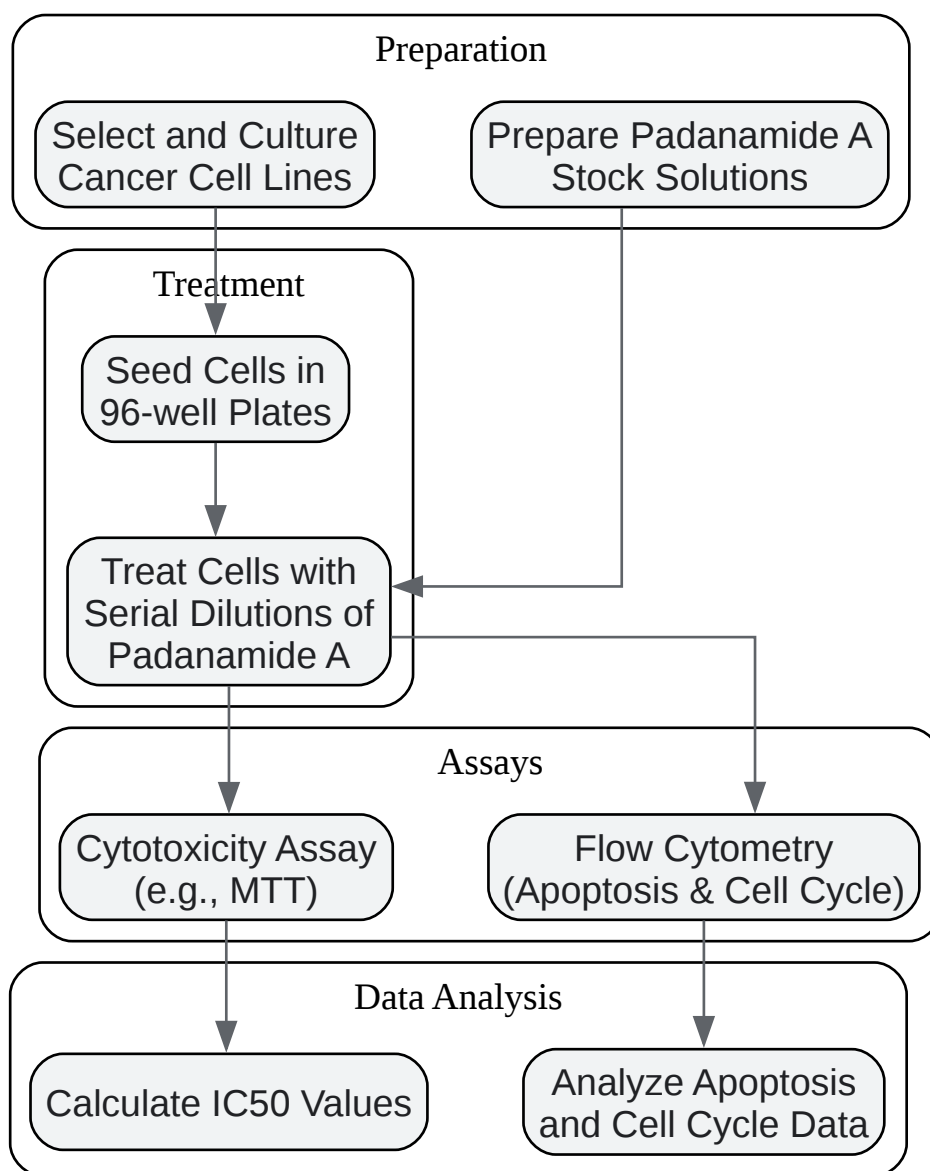 Preparation
Select and Culture
Cancer Cell Lines
Prepare Padanamide A
Stock Solutions
Treatment
Seed Cells in
96-well Plates
Treat Cells with
Serial Dilutions of
Padanamide A
Assays
Cytotoxicity Assay
(e.g., MTT)
Flow Cytometry
(Apoptosis & Cell Cycle)
Data Analysis
Calculate IC50 Values
Analyze Apoptosis
and Cell Cycle Data